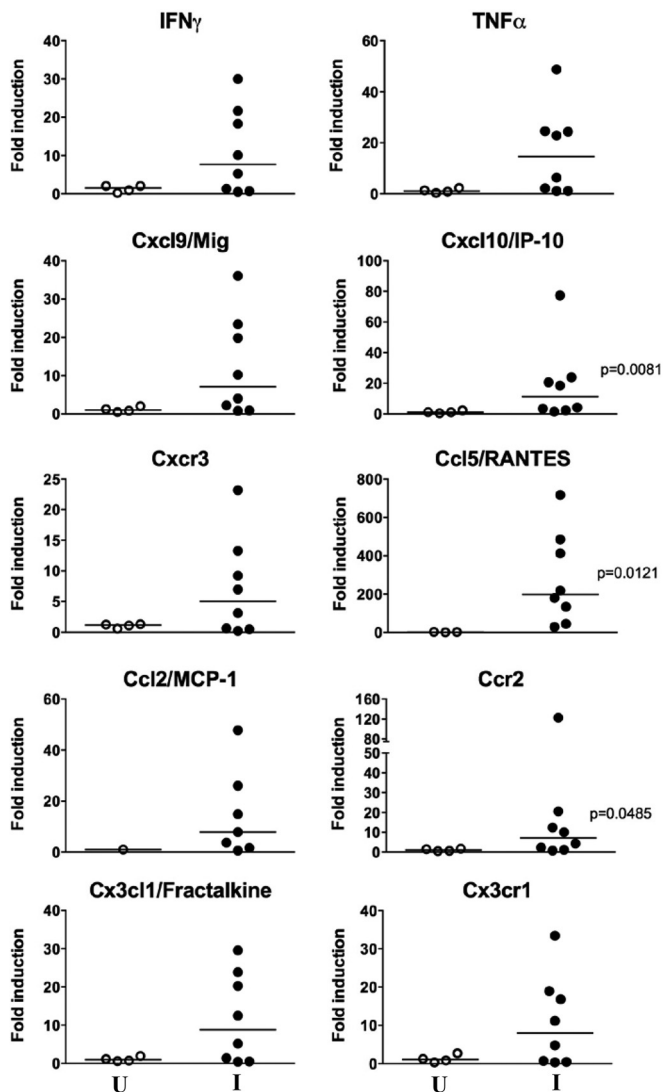 IFNγ
TNFα
Fold induction
40
30
20
10
0
Fold induction
60
40
20
0
Cxcl9/Mig
Cxcl10/IP-10
Fold induction
40
30
20
10
0
Fold induction
100
80
60
40
20
0
p=0.0081
Cxcr3
Ccl5/RANTES
Fold induction
25
20
15
10
5
0
Fold induction
800
600
400
200
0
p=0.0121
Ccl2/MCP-1
Ccr2
Fold induction
60
40
20
0
Fold induction
160
120
80
50
40
30
20
10
0
p=0.0485
Cx3cl1/Fractalkine
Cx3cr1
Fold induction
40
30
20
10
0
Fold induction
40
30
20
10
0
U I
U I